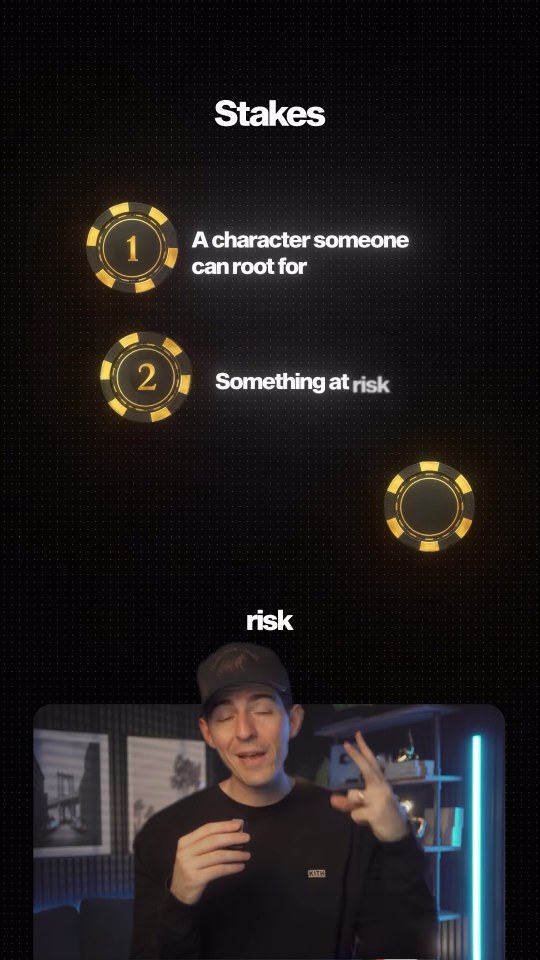 Stakes
1
A character someone
can root for
2
Something at risk
risk
KITH